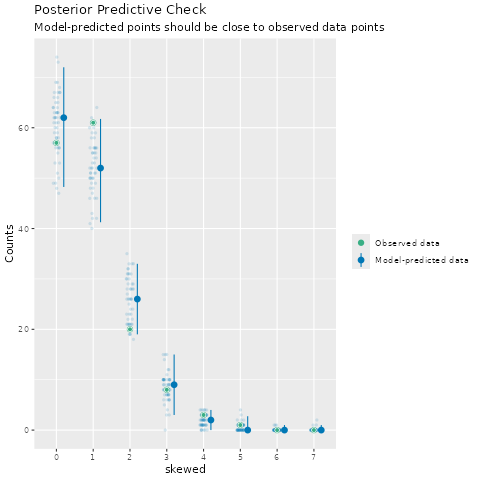 Posterior Predictive Check
Model-predicted points should be close to observed data points
Counts
60
40
20
0
0 1 2 3 4 5 6 7
skewed
Observed data
Model-predicted data